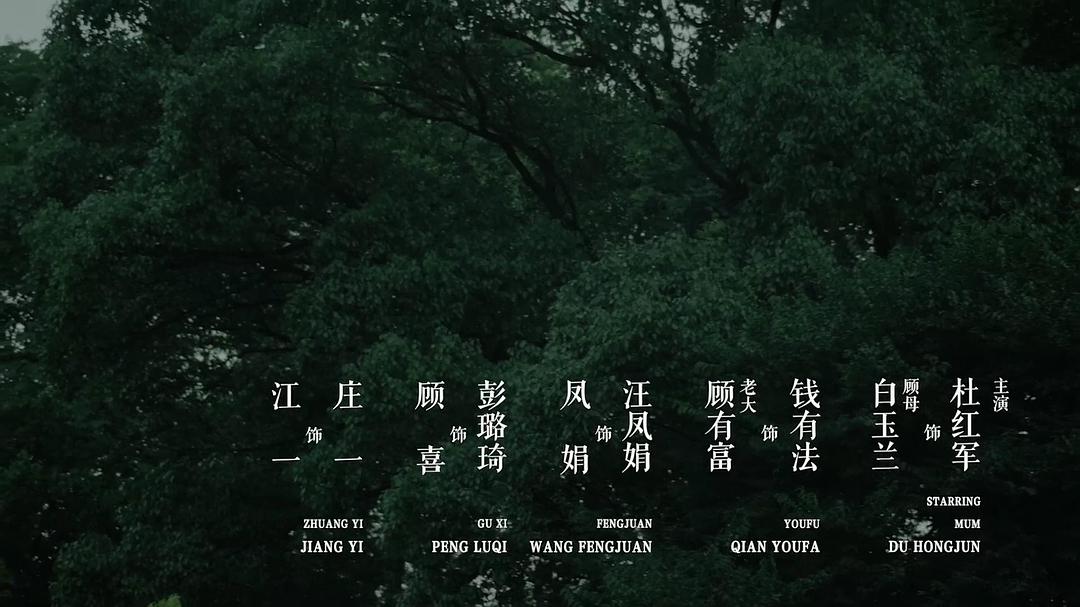 主演
杜红军
饰
顾母
白玉兰
钱有法
饰
老大
顾有富
汪凤娟
饰
凤娟
彭璐琦
饰
顾喜
庄一
饰
江一
STARRING
ZHUANG YI
GU XI
FENGJUAN
YOUFU
MUM
JIANG YI
PENG LUQI
WANG FENGJUAN
QIAN YOUFA
DU HONGJUN